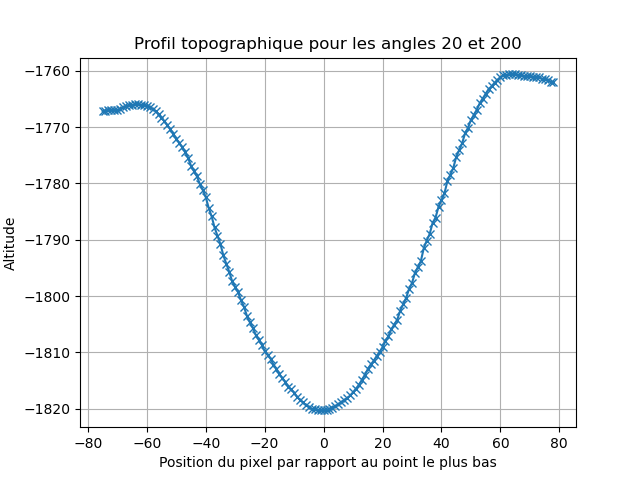 Profil topographique pour les angles 20 et 200
−1760
−1770
−1780
−1790
−1800
−1810
−1820
Altitude
−80 −60 −40 −20 0 20 40 60 80
Position du pixel par rapport au point le plus bas